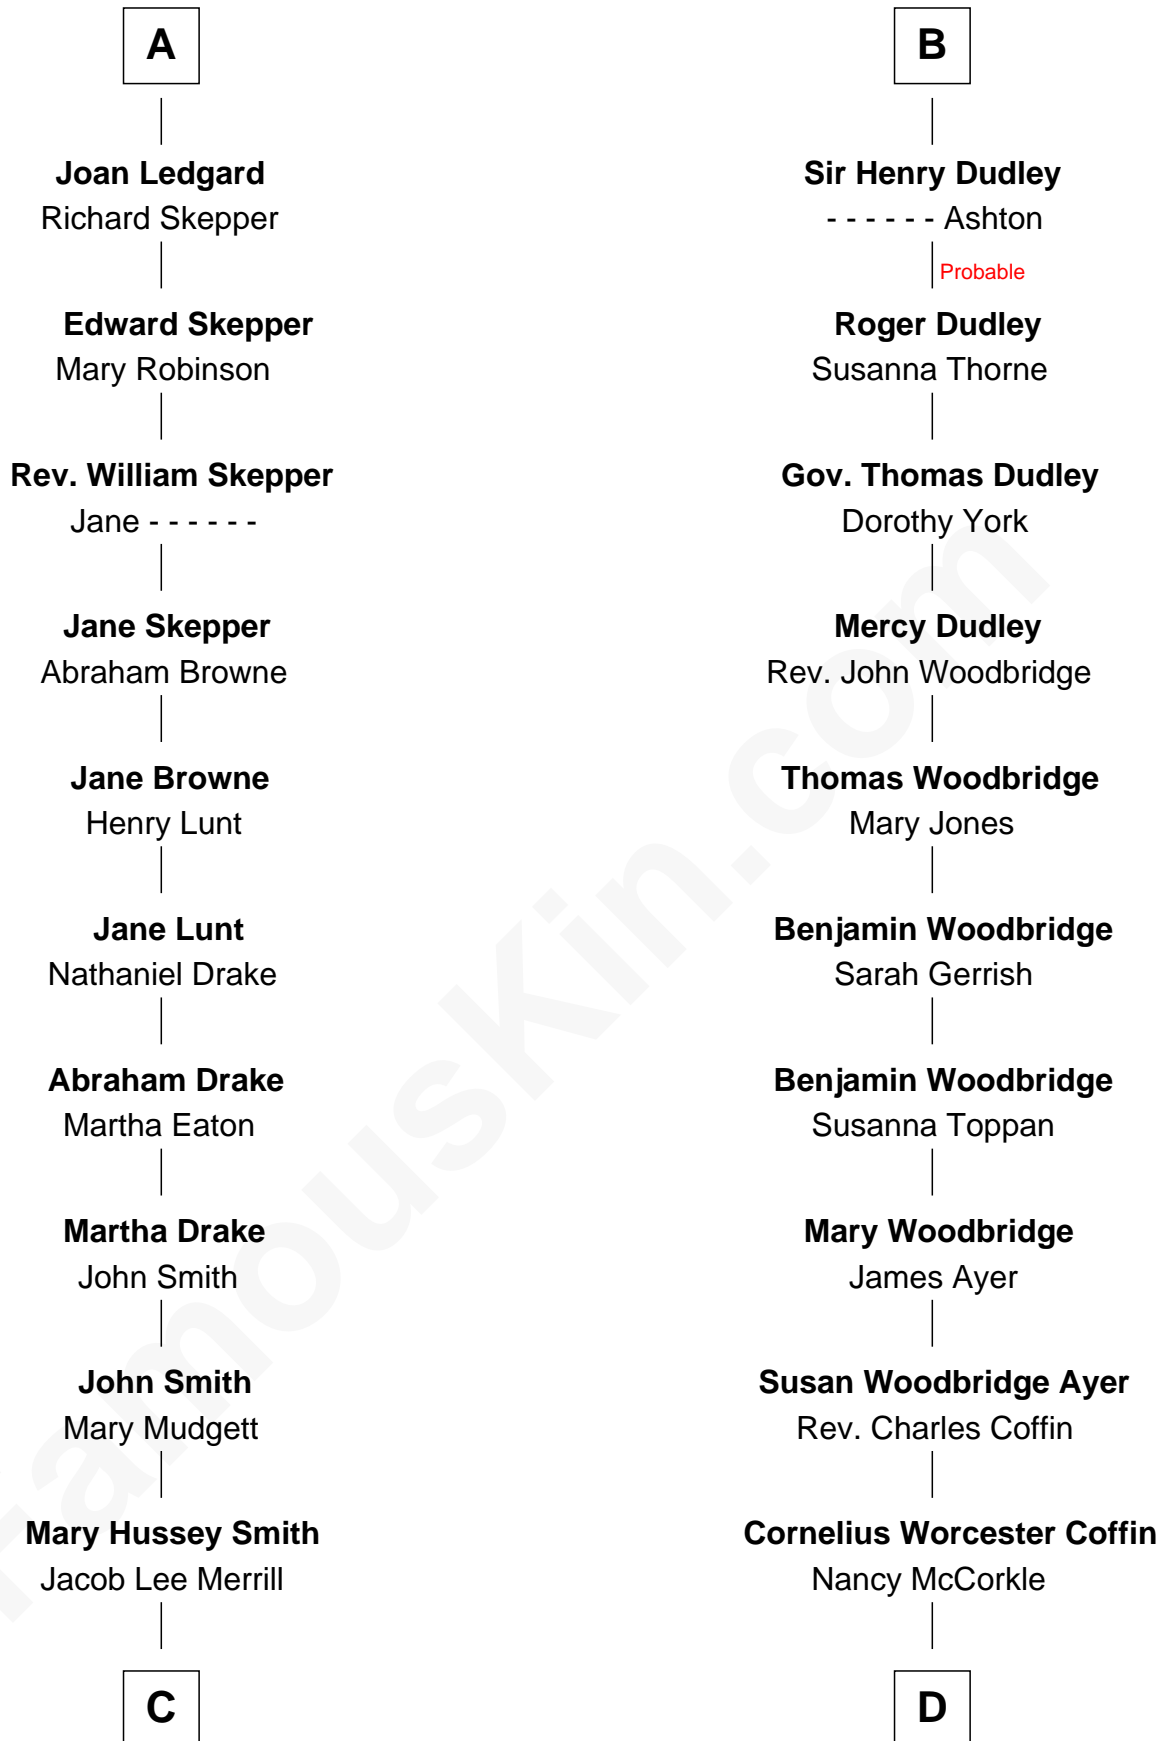 A
Joan Ledgard
Richard Skepper
Edward Skepper
Mary Robinson
Rev. William Skepper
Jane - - - - - -
Jane Skepper
Abraham Browne
Jane Browne
Henry Lunt
Jane Lunt
Nathaniel Drake
Abraham Drake
Martha Eaton
Martha Drake
John Smith
John Smith
Mary Mudgett
Mary Hussey Smith
Jacob Lee Merrill
C
B
Sir Henry Dudley
- - - - - - Ashton
Probable
Roger Dudley
Susanna Thorne
Gov. Thomas Dudley
Dorothy York
Mercy Dudley
Rev. John Woodbridge
Thomas Woodbridge
Mary Jones
Benjamin Woodbridge
Sarah Gerrish
Benjamin Woodbridge
Susanna Toppan
Mary Woodbridge
James Ayer
Susan Woodbridge Ayer
Rev. Charles Coffin
Cornelius Worcester Coffin
Nancy McCorkle
D
FamousKin.com